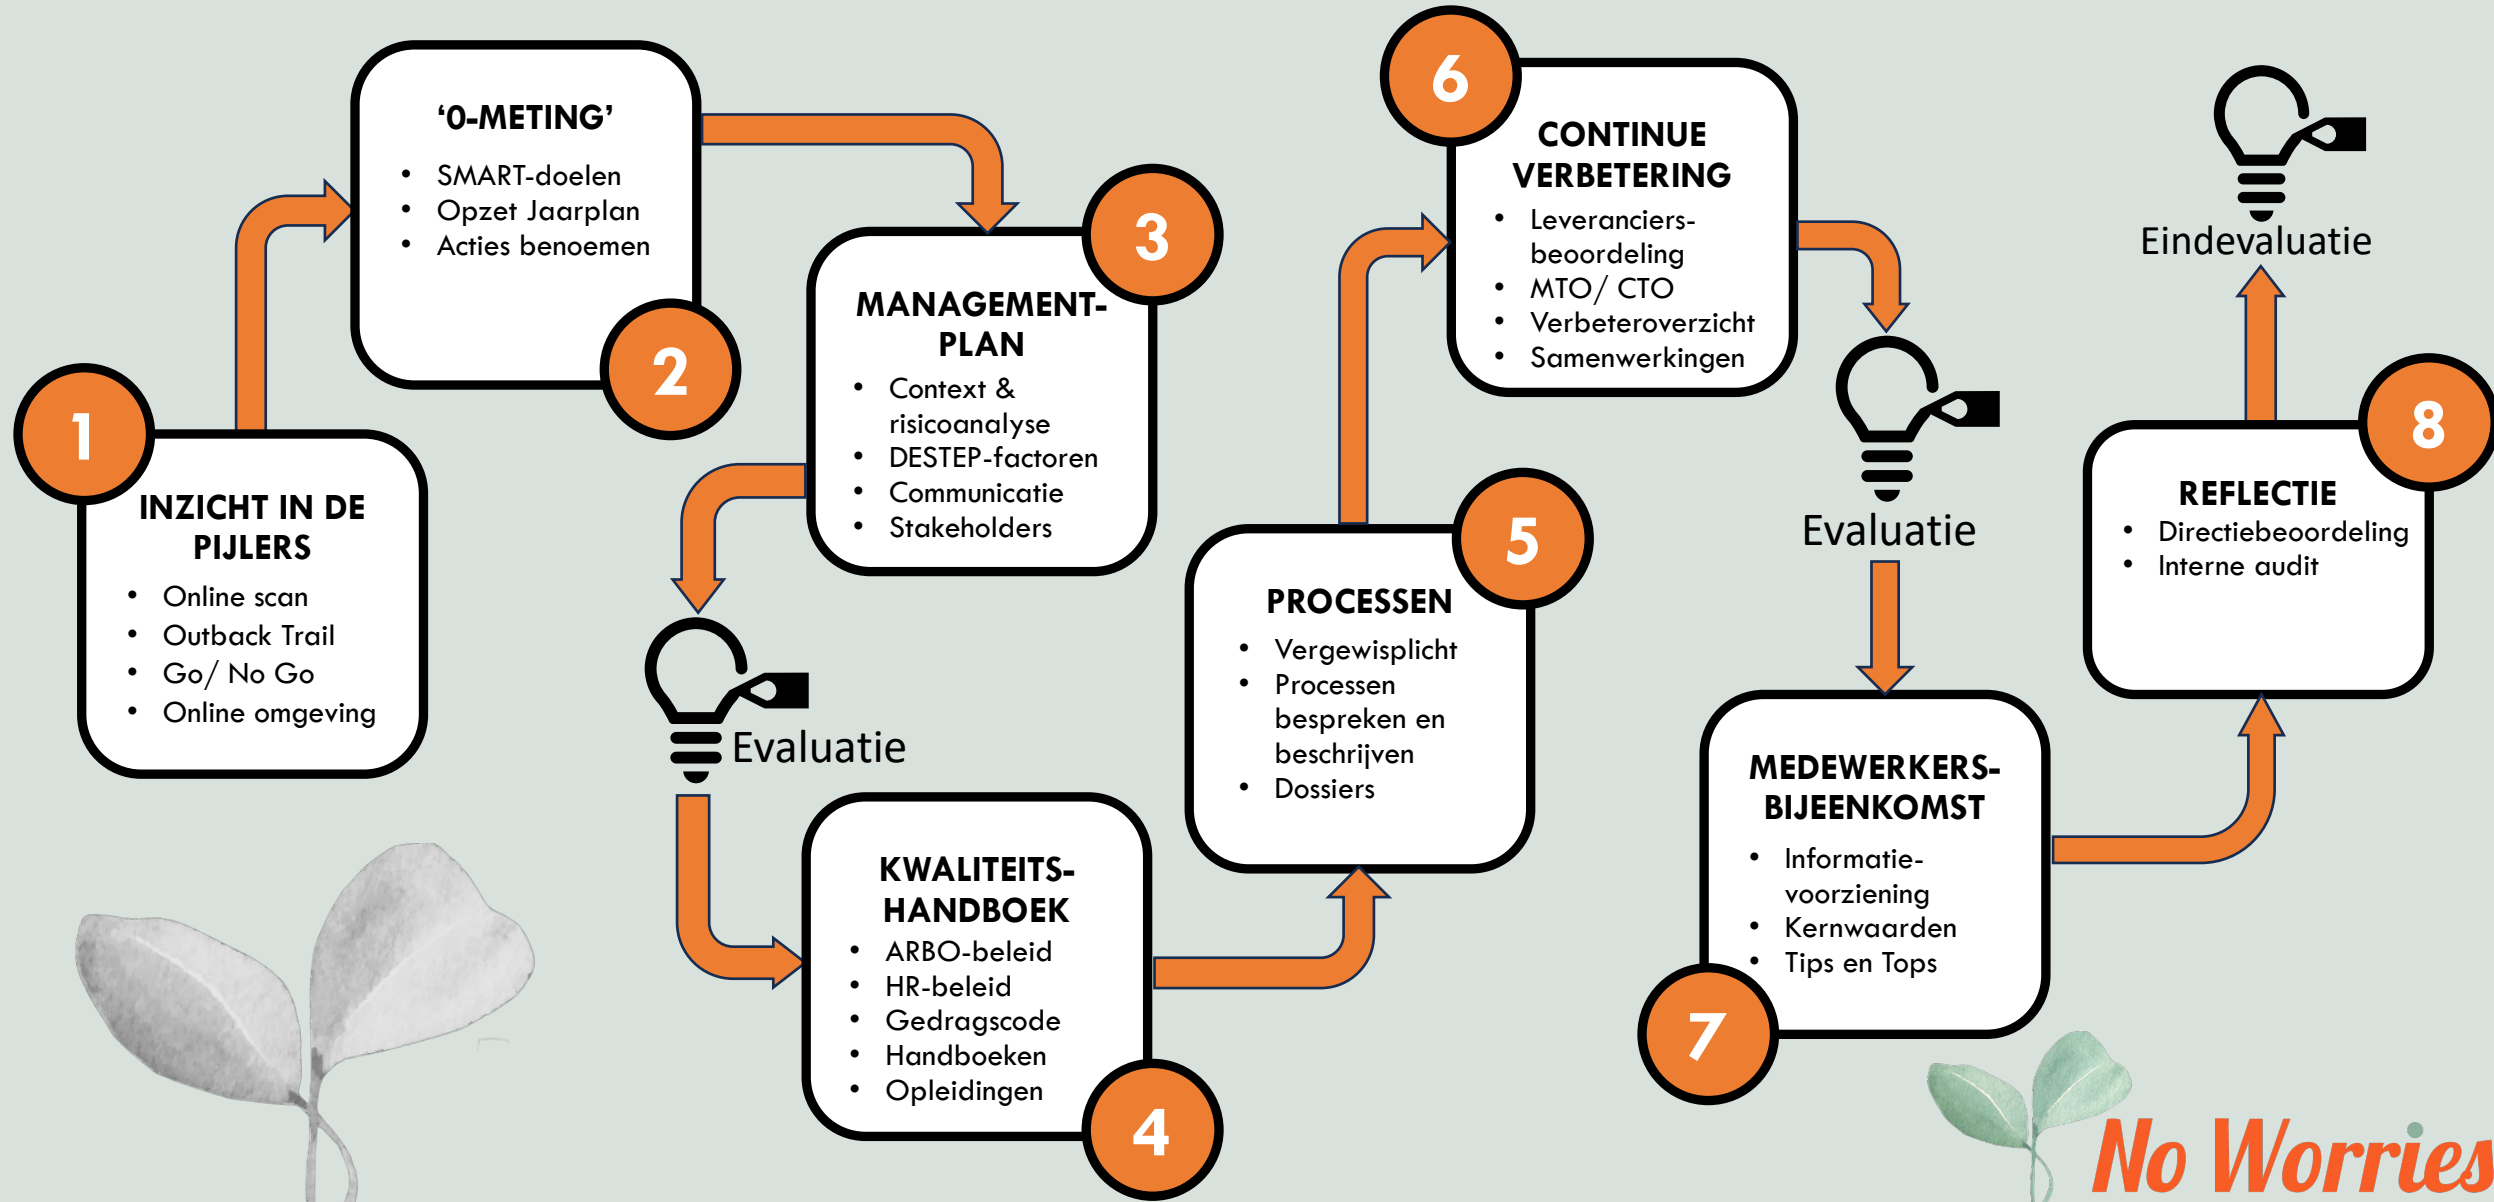 1
INZICHT IN DE
PIJLERS
• Online scan
• Outback Trail
• Go/ No Go
• Online omgeving
‘0-METING’
• SMART-doelen
• Opzet Jaarplan
• Acties benoemen
2
3
MANAGEMENT-
PLAN
• Context &
risicoanalyse
• DESTEP-factoren
• Communicatie
• Stakeholders
Evaluatie
KWALITEITS-
HANDBOEK
• ARBO-beleid
• HR-beleid
• Gedragscode
• Handboeken
• Opleidingen
4
5
PROCESSEN
• Vergewisplicht
• Processen
bespreken en
beschrijven
• Dossiers
6
CONTINUE
VERBETERING
• Leveranciers-
beoordeling
• MTO/ CTO
• Verbeteroverzicht
• Samenwerkingen
Evaluatie
MEDEWERKERS-
BIJEENKOMST
• Informatie-
voorziening
• Kernwaarden
• Tips en Tops
7
8
REFLECTIE
• Directiebeoordeling
• Interne audit
Eindevaluatie
No Worries